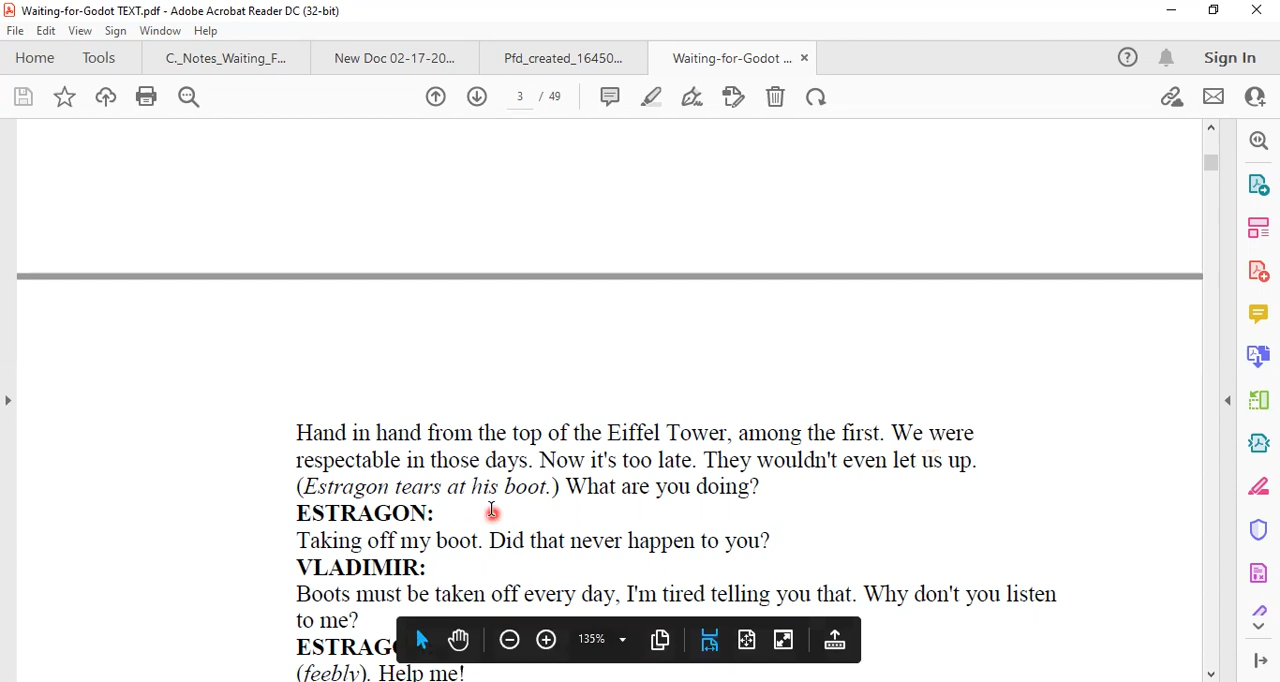 Waiting-for-Godot TEXT.pdf - Adobe Acrobat Reader DC (32-bit)
File Edit View Sign Window Help
Home Tools C._Notes_Waiting_F... New Doc 02-17-20... Pfd_created_16450... Waiting-for-Godot ... × Sign In
3 / 49
Hand in hand from the top of the Eiffel Tower, among the first. We were
respectable in those days. Now it's too late. They wouldn't even let us up.
(Estragon tears at his boot.) What are you doing?
ESTRAGON:
Taking off my boot. Did that never happen to you?
VLADIMIR:
Boots must be taken off every day, I'm tired telling you that. Why don't you listen
to me?
ESTRAG
(feebly). Help me!
135%